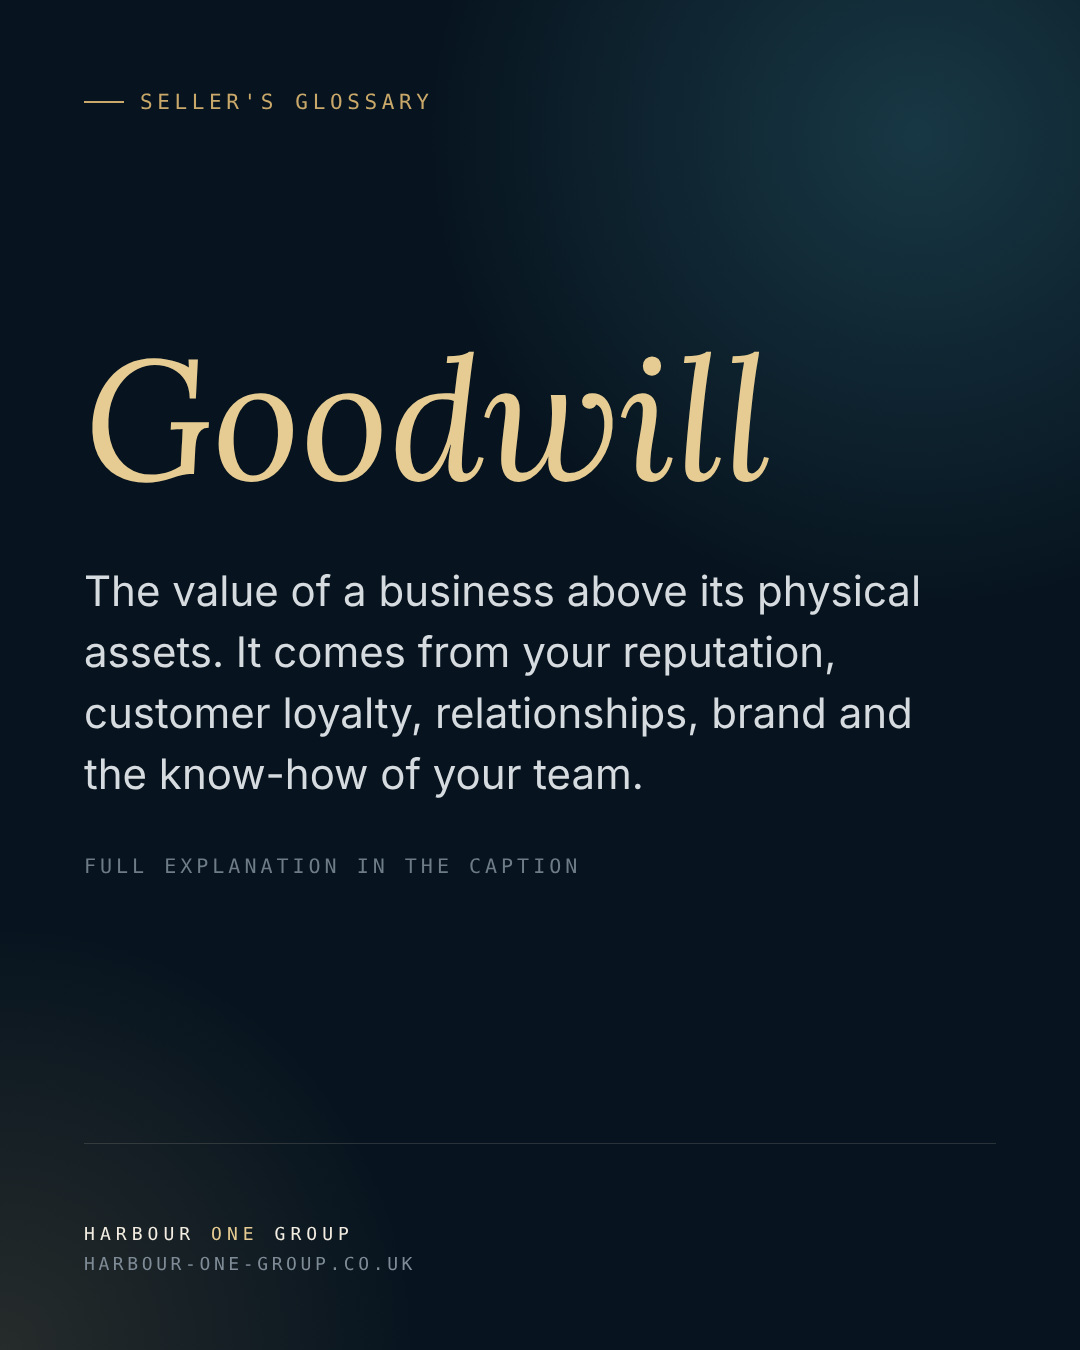 SELLER'S GLOSSARY
Goodwill
The value of a business above its physical
assets. It comes from your reputation,
customer loyalty, relationships, brand and
the know-how of your team.
FULL EXPLANATION IN THE CAPTION
HARBOUR ONE GROUP
HARBOUR-ONE-GROUP.CO.UK